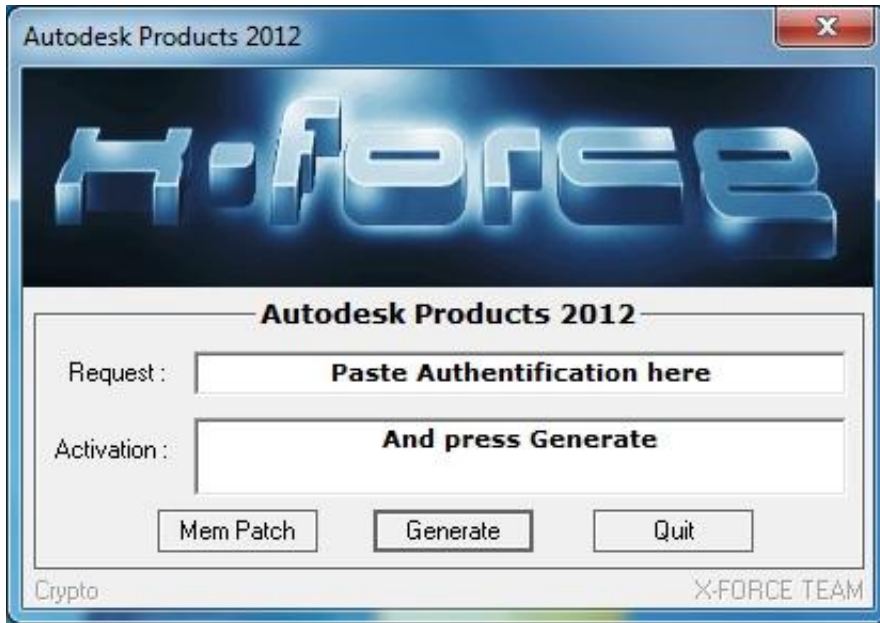 Autodesk Products 2012
X-force
Autodesk Products 2012
Request :
Paste Authentification here
Activation :
And press Generate
Mem Patch
Generate
Quit
Crypto
X-FORCE TEAM